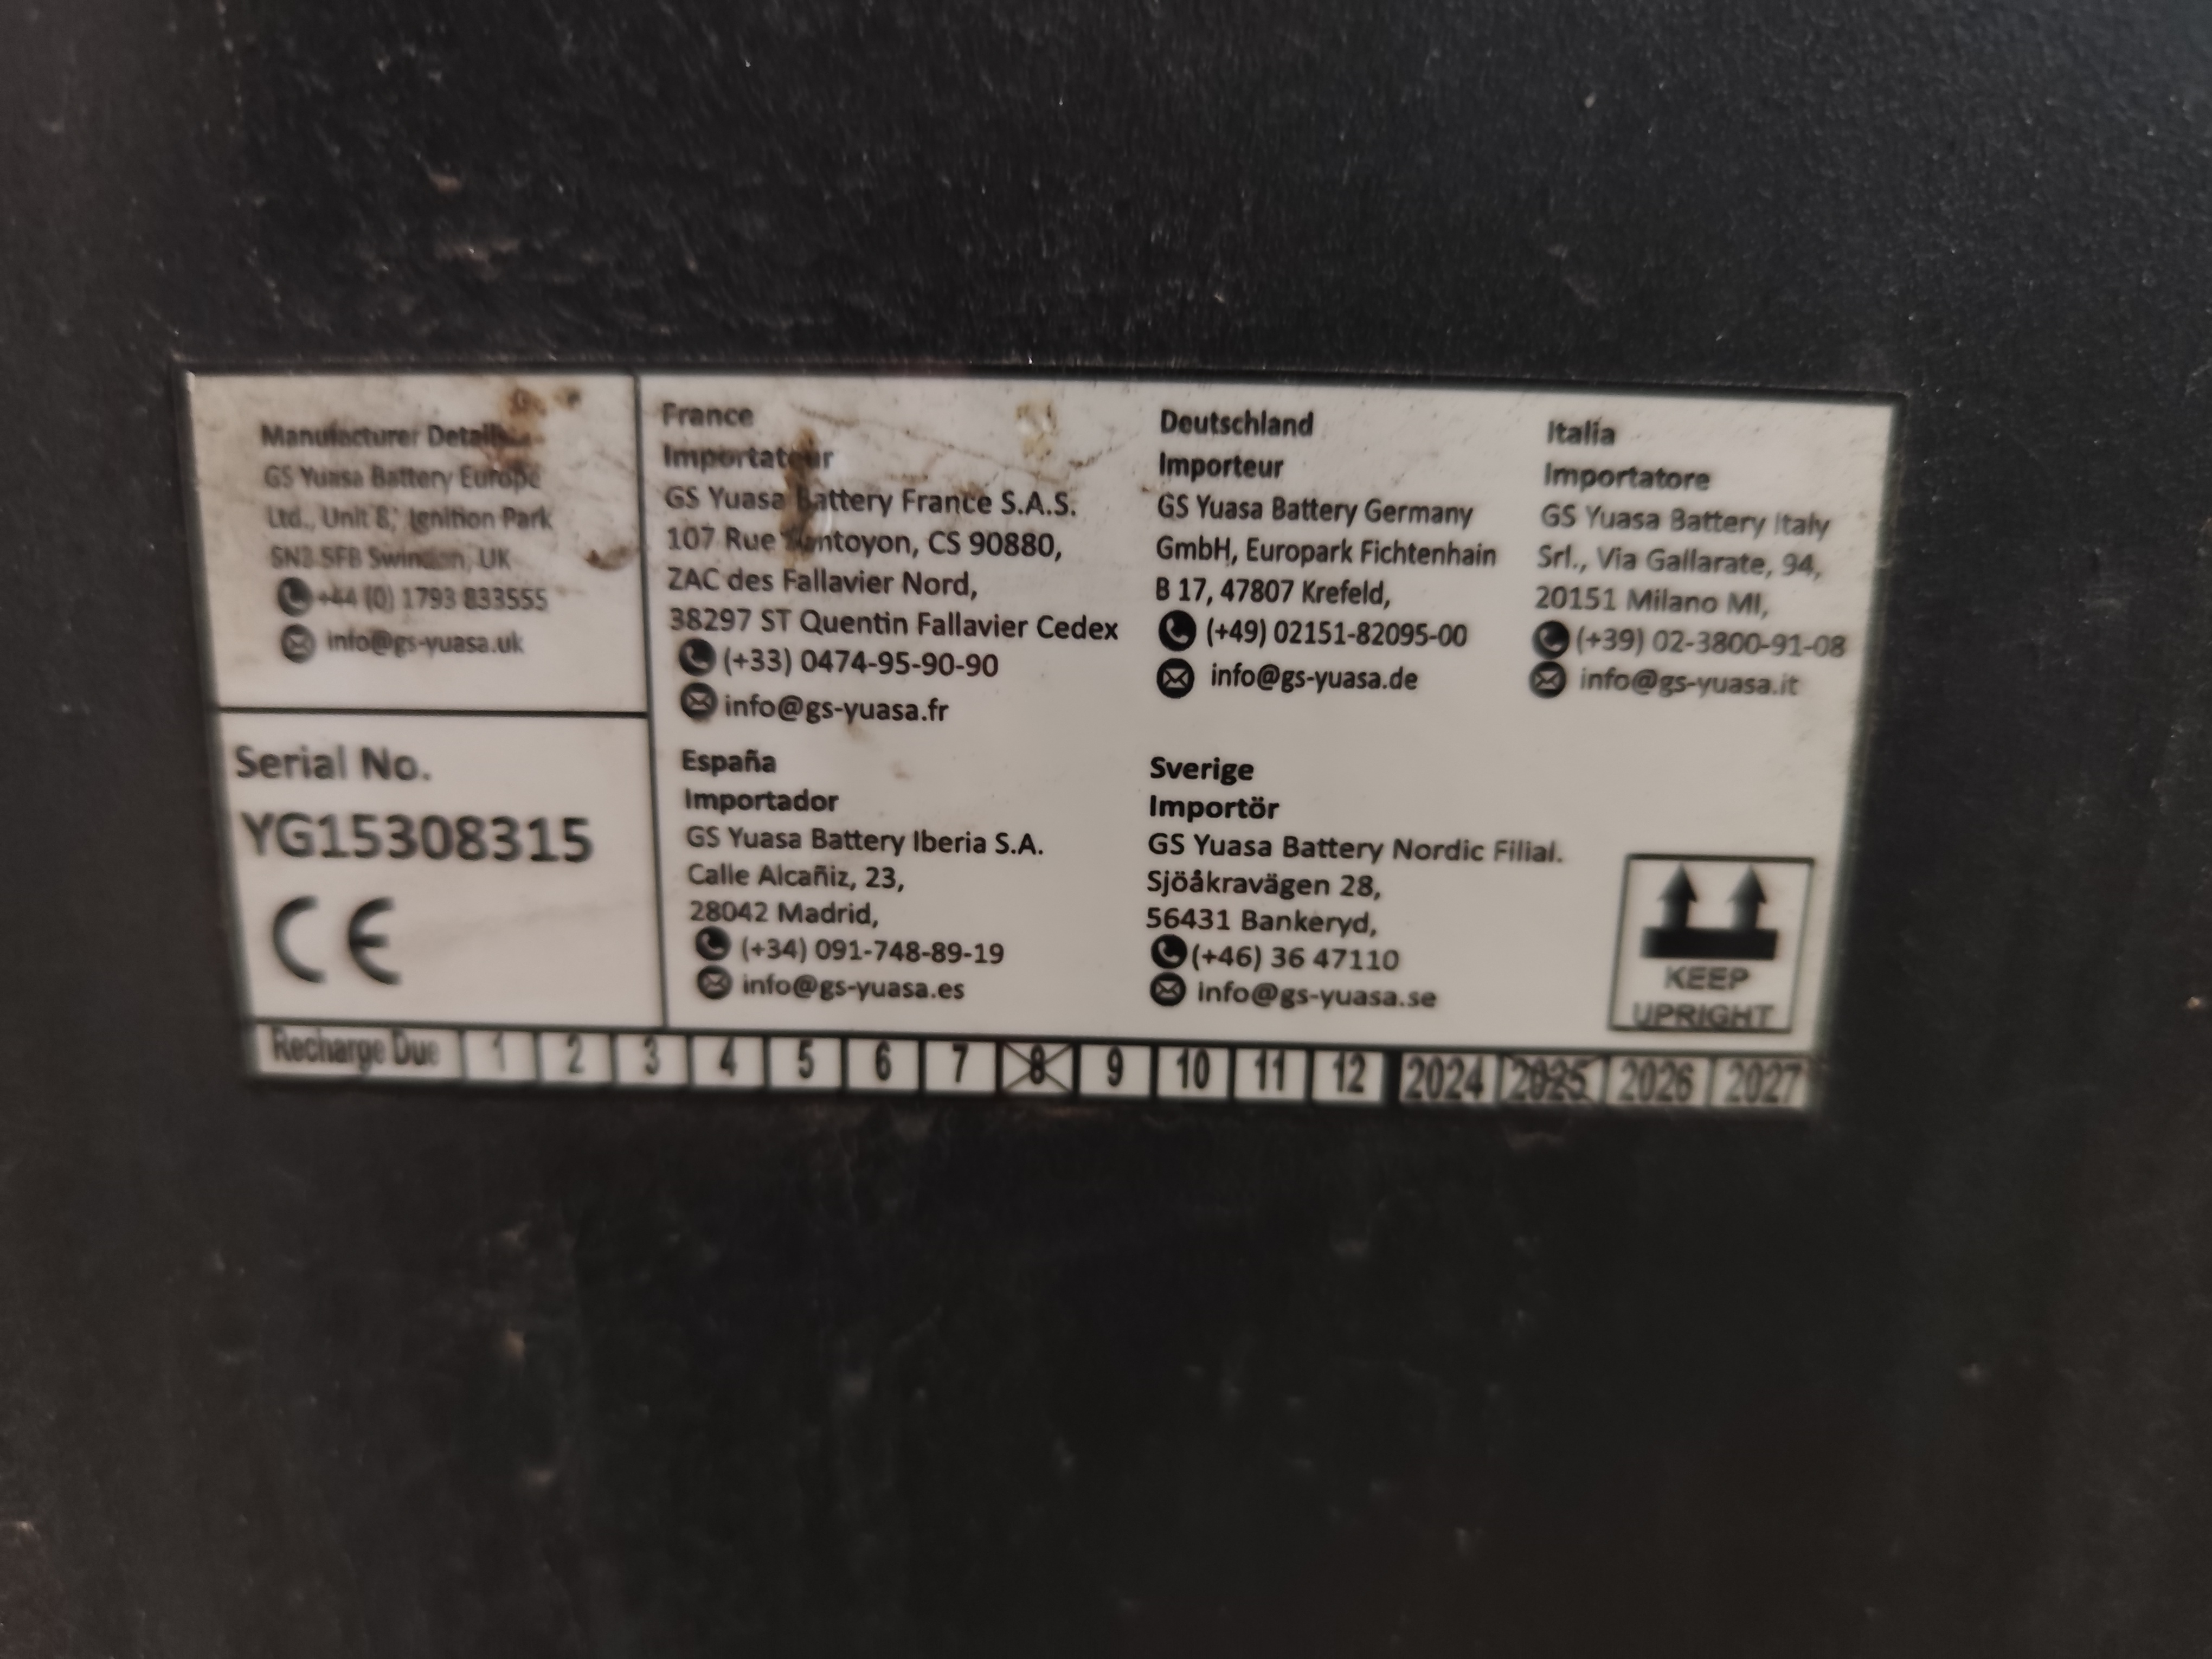 Manufacturer Details
GS Yuasa Battery Europe
Ltd., Unit 8, Ignition Park
SN3 5FB Swindon, UK
+44 (0) 1793 833555
info@gs-yuasa.uk
Serial No.
YG15308315
CE
France
Importateur
GS Yuasa Battery France S.A.S.
107 Rue Runtoyon, CS 90880,
ZAC des Fallavier Nord,
38297 ST Quentin Fallavier Cedex
(+33) 0474-95-90-90
info@gs-yuasa.fr
Deutschland
Importeur
GS Yuasa Battery Germany
GmbH, Europark Fichtenhain
B 17, 47807 Krefeld,
(+49) 02151-82095-00
info@gs-yuasa.de
Italia
Importatore
GS Yuasa Battery Italy
Srl., Via Gallarate, 94,
20151 Milano MI,
(+39) 02-3800-91-08
info@gs-yuasa.it
España
Importador
GS Yuasa Battery Iberia S.A.
Calle Alcañiz, 23,
28042 Madrid,
(+34) 091-748-89-19
info@gs-yuasa.es
Sverige
Importör
GS Yuasa Battery Nordic Filial.
Sjöåkravägen 28,
56431 Bankeryd,
(+46) 36 47110
info@gs-yuasa.se
KEEP
UPRIGHT
Recharge Due 1 2 3 4 5 6 7 8 9 10 11 12 2024 2025 2026 2027